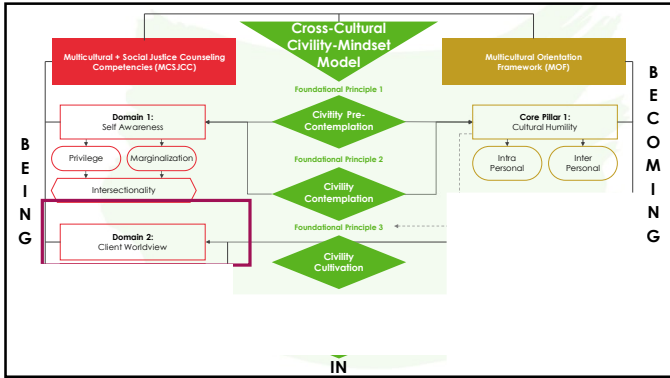 Cross-Cultural
Civility-Mindset
Model
Multicultural + Social Justice Counseling
Competencies (MCSJCC)
Multicultural Orientation
Framework (MOF)
Foundational Principle 1
Domain 1:
Self Awareness
Civitity Pre-
Contemplation
Core Pillar 1:
Cultural Humility
Privilege
Marginalization
Intersectionality
Intra
Personal
Inter
Personal
Foundational Principle 2
Civility
Contemplation
Foundational Principle 3
Domain 2:
Client Worldview
Civility
Cultivation
B
E
I
N
G
B
E
C
O
M
I
N
G
IN